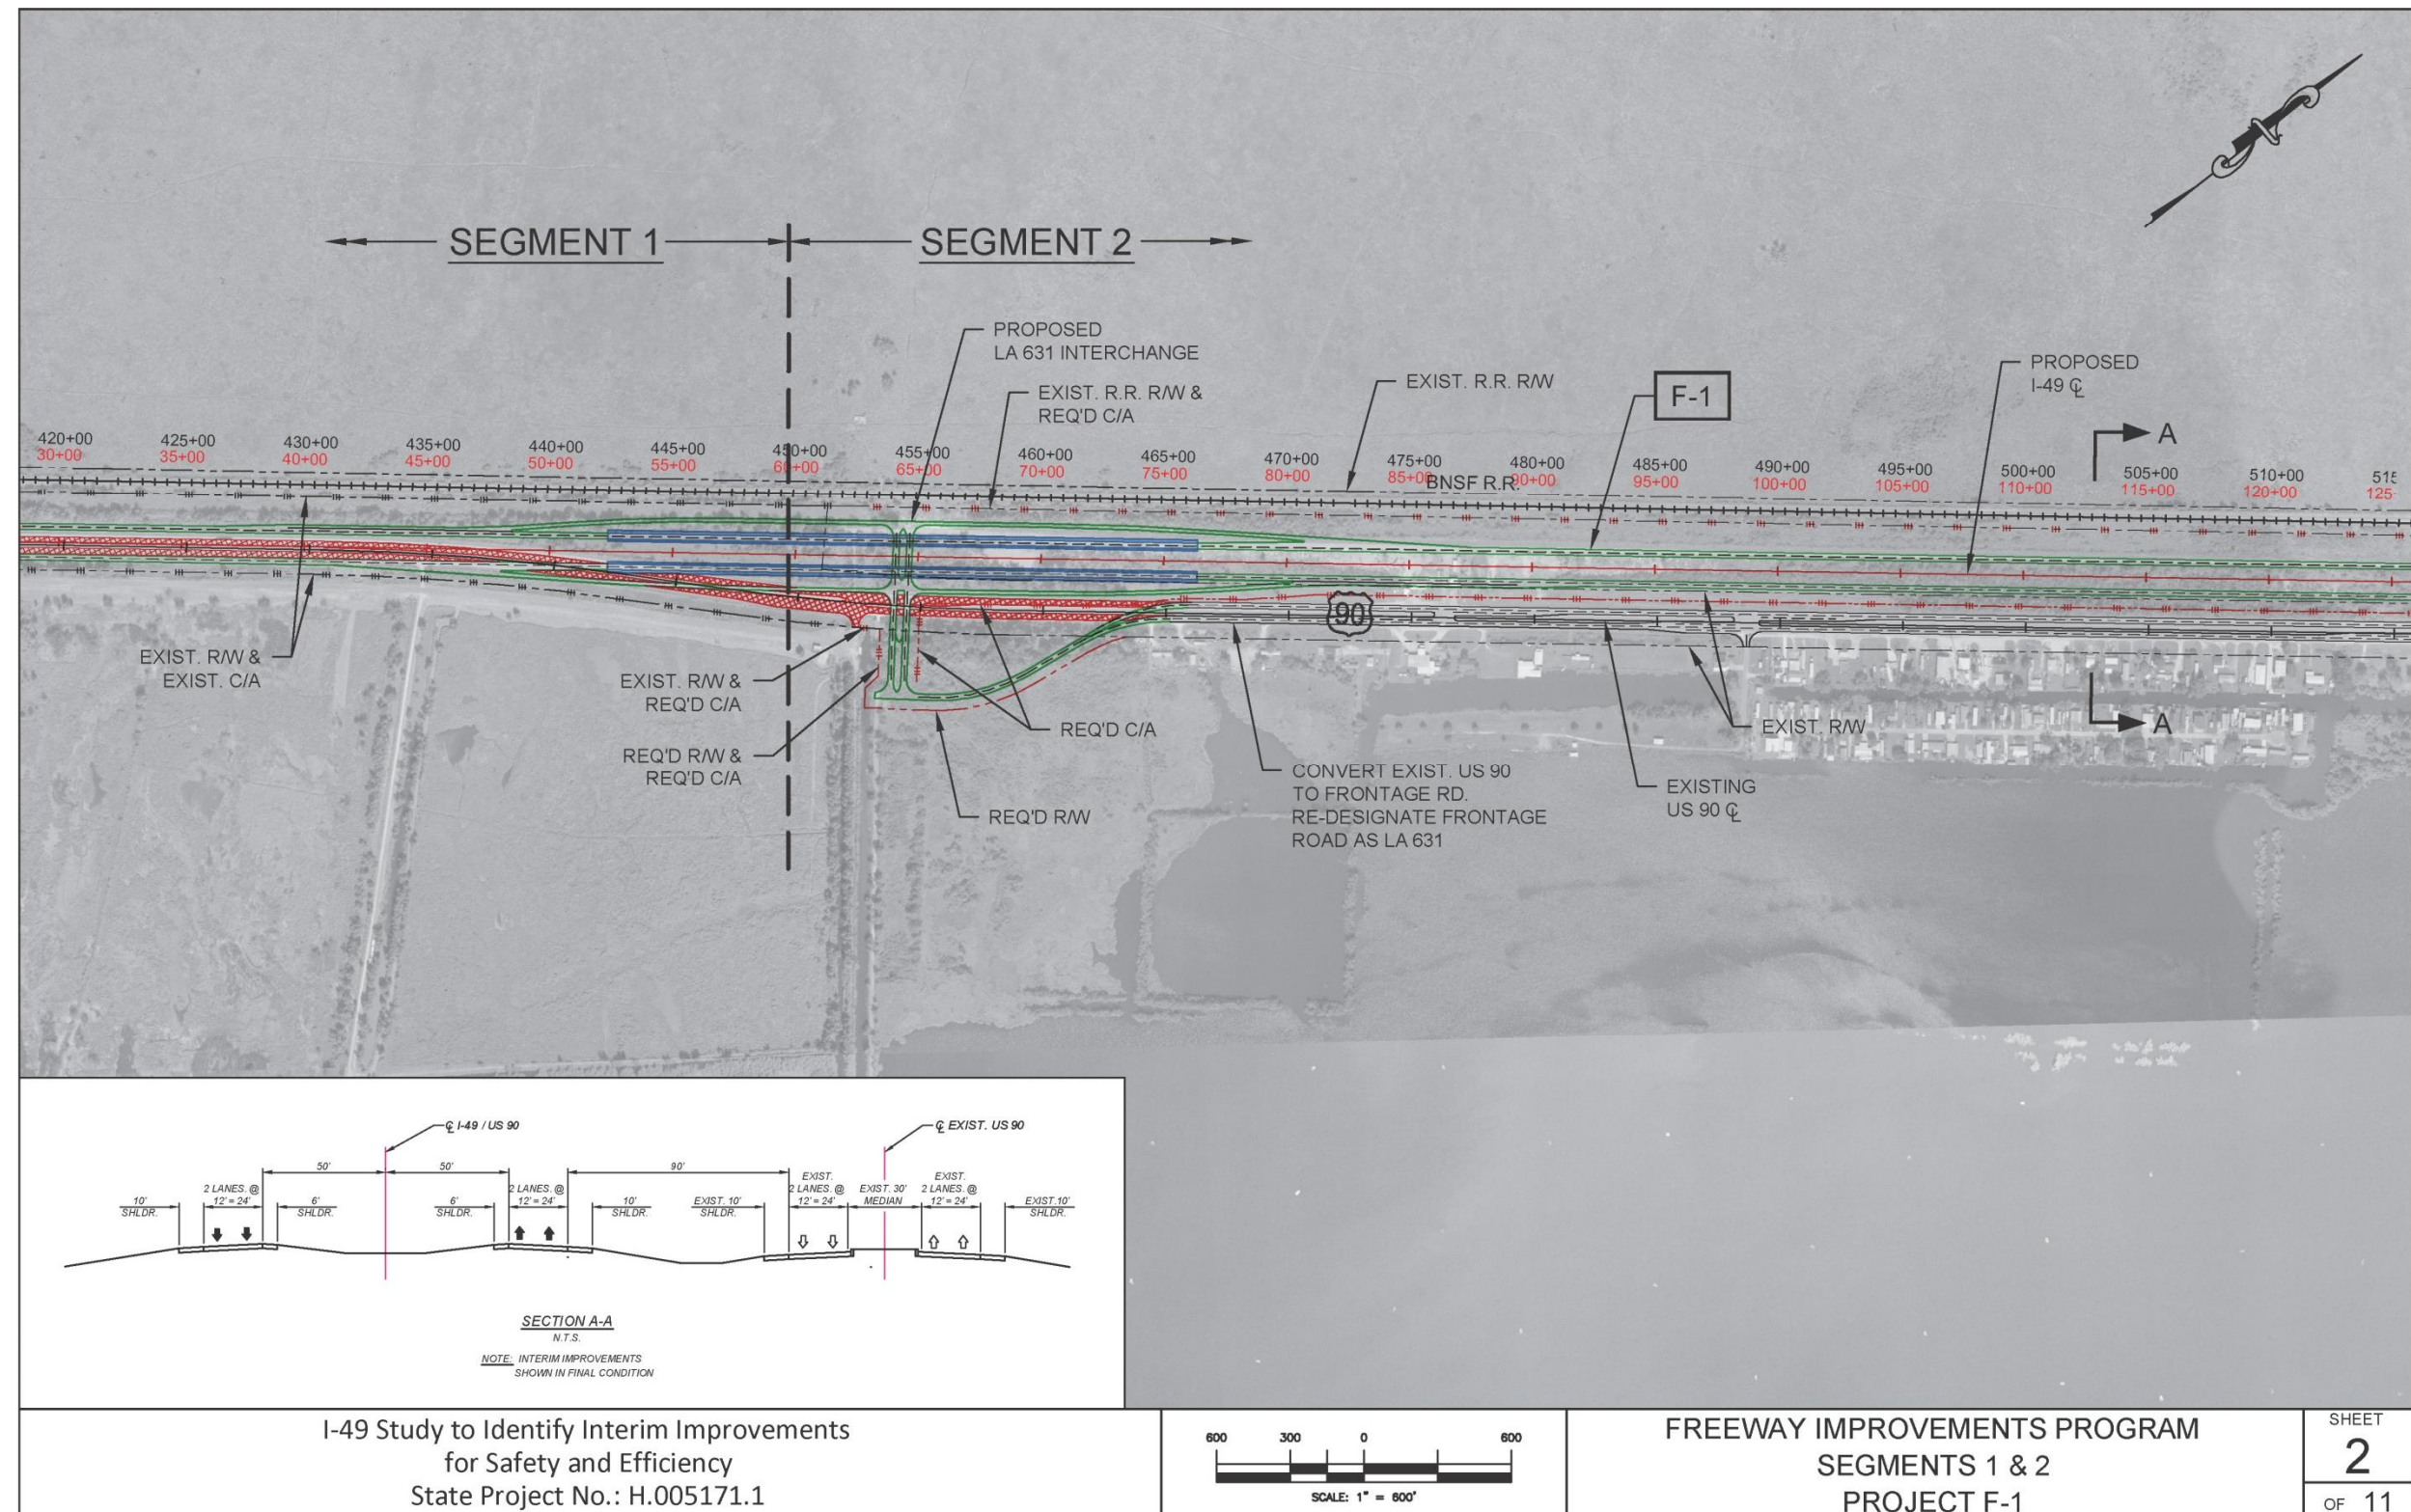 SEGMENT 1
SEGMENT 2
PROPOSED
LA 631 INTERCHANGE
EXIST. R.R. R/W &
REQ'D C/A
EXIST. R.R. R/W
F-1
PROPOSED
I-49 ℄
A
420+00 425+00 430+00 435+00 440+00 445+00 450+00 455+00 460+00 465+00 470+00 475+00 480+00 485+00 490+00 495+00 500+00 505+00 510+00 515
30+00 35+00 40+00 45+00 50+00 55+00 60+00 65+00 70+00 75+00 80+00 85+00 90+00 95+00 100+00 105+00 110+00 115+00 120+00 125
BNSF R.R.
90
EXIST. R/W &
EXIST. C/A
EXIST. R/W &
REQ'D C/A
REQ'D R/W &
REQ'D C/A
REQ'D C/A
REQ'D R/W
CONVERT EXIST. US 90
TO FRONTAGE RD.
RE-DESIGNATE FRONTAGE
ROAD AS LA 631
EXIST. R/W
A
EXISTING
US 90 ℄
℄ I-49 / US 90
℄ EXIST. US 90
50'
50'
90'
10'
SHLDR.
2 LANES. @
12' = 24'
6'
SHLDR.
6'
SHLDR.
2 LANES. @
12' = 24'
10'
SHLDR.
EXIST. 10'
SHLDR.
EXIST.
2 LANES. @
12' = 24'
EXIST. 30'
MEDIAN
EXIST.
2 LANES. @
12' = 24'
EXIST.10'
SHLDR.
SECTION A-A
N.T.S.
NOTE: INTERIM IMPROVEMENTS
SHOWN IN FINAL CONDITION
I-49 Study to Identify Interim Improvements
for Safety and Efficiency
State Project No.: H.005171.1
600 300 0 600
SCALE: 1" = 600'
FREEWAY IMPROVEMENTS PROGRAM
SEGMENTS 1 & 2
PROJECT F-1
SHEET
2
OF 11